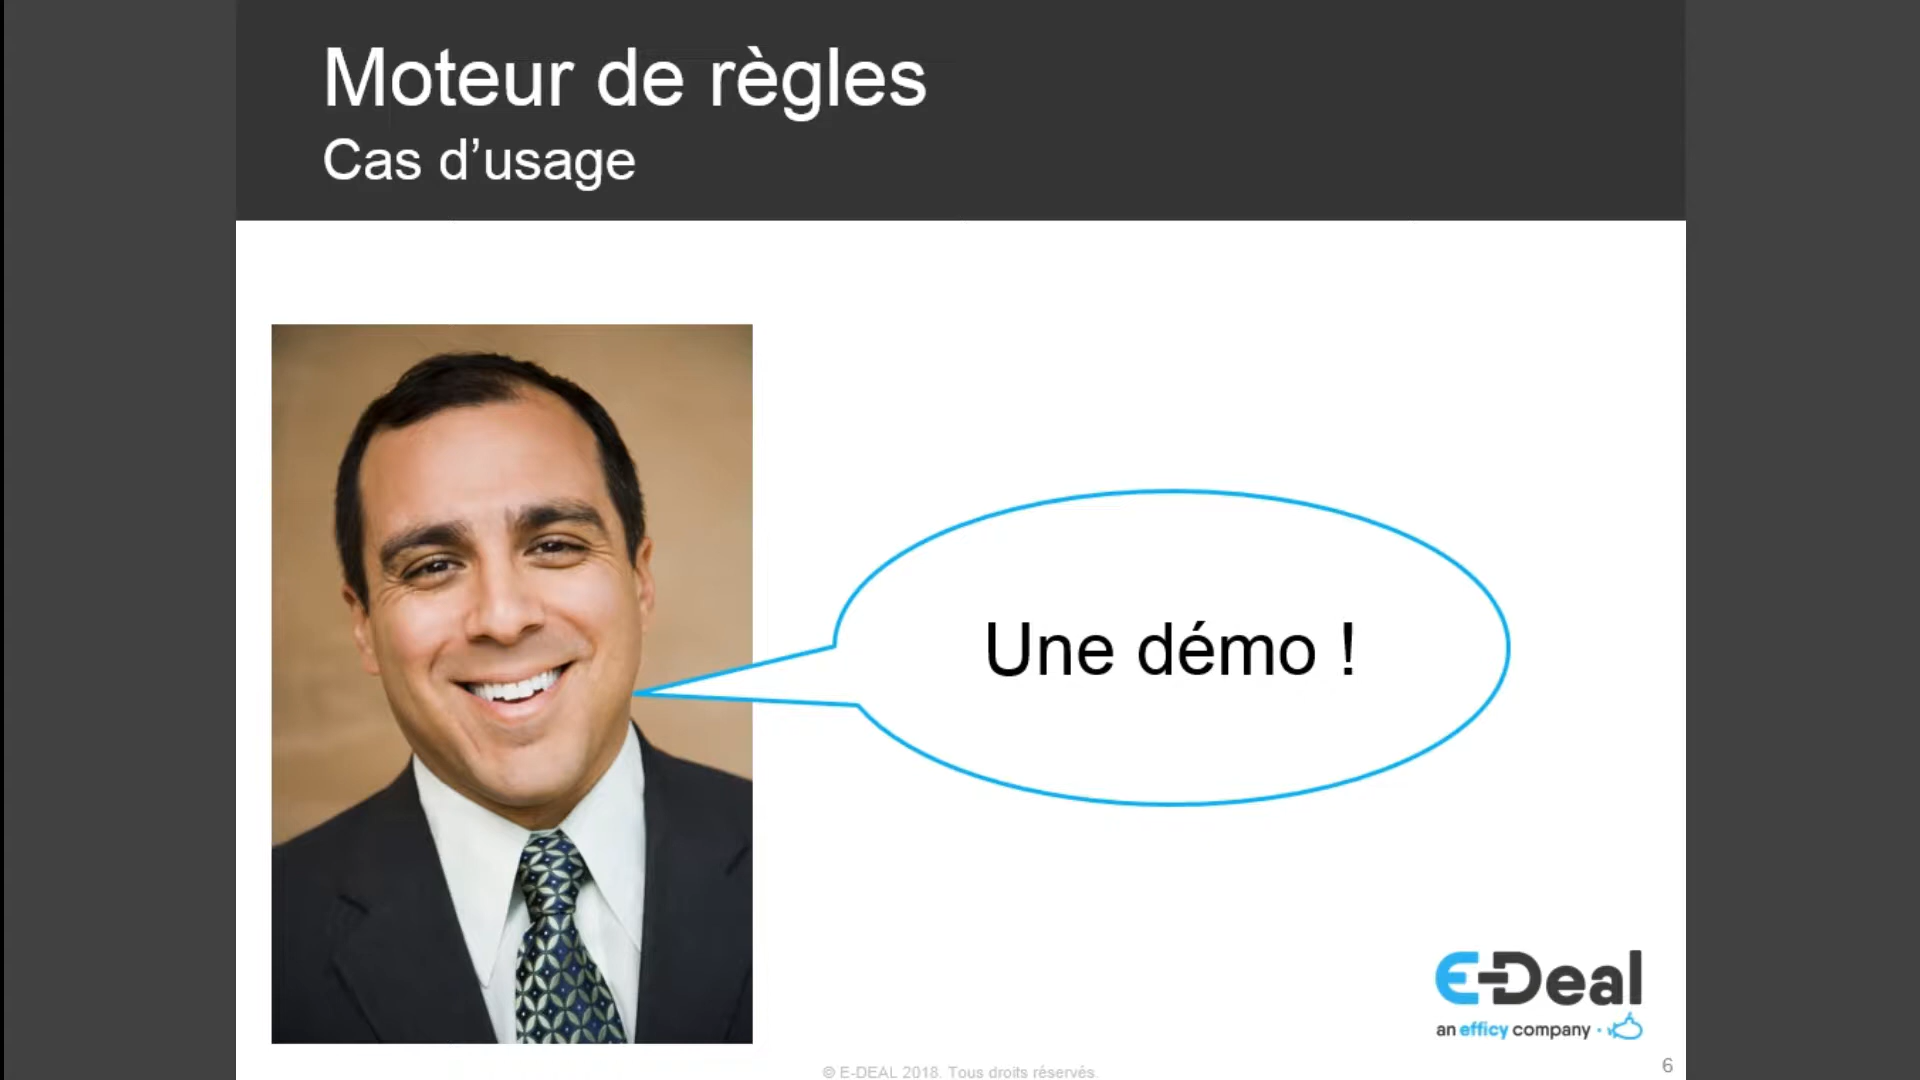 Moteur de règles
Cas d’usage
Une démo !
E-Deal
an efficy company
© E-DEAL 2018. Tous droits réservés.
6